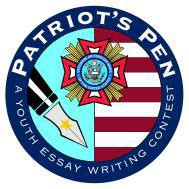 PATRIOT'S PEN
A YOUTH ESSAY WRITING CONTEST